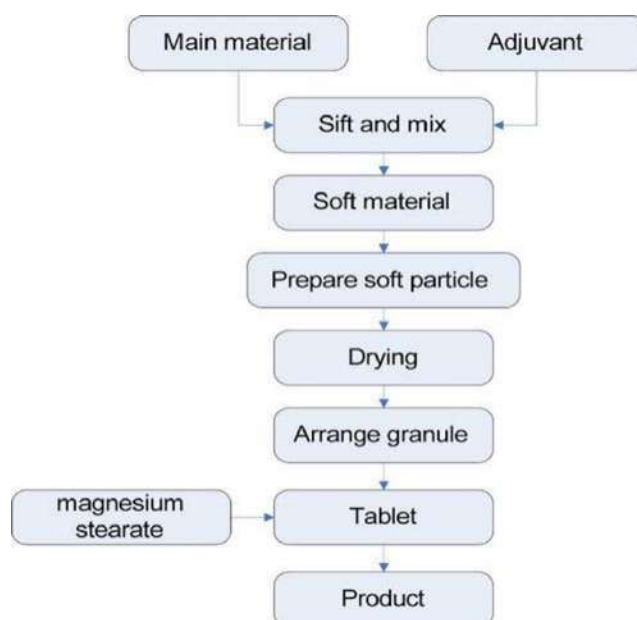 Main material
Adjuvant
Sift and mix
Soft material
Prepare soft particle
Drying
Arrange granule
magnesium
stearate
Tablet
Product